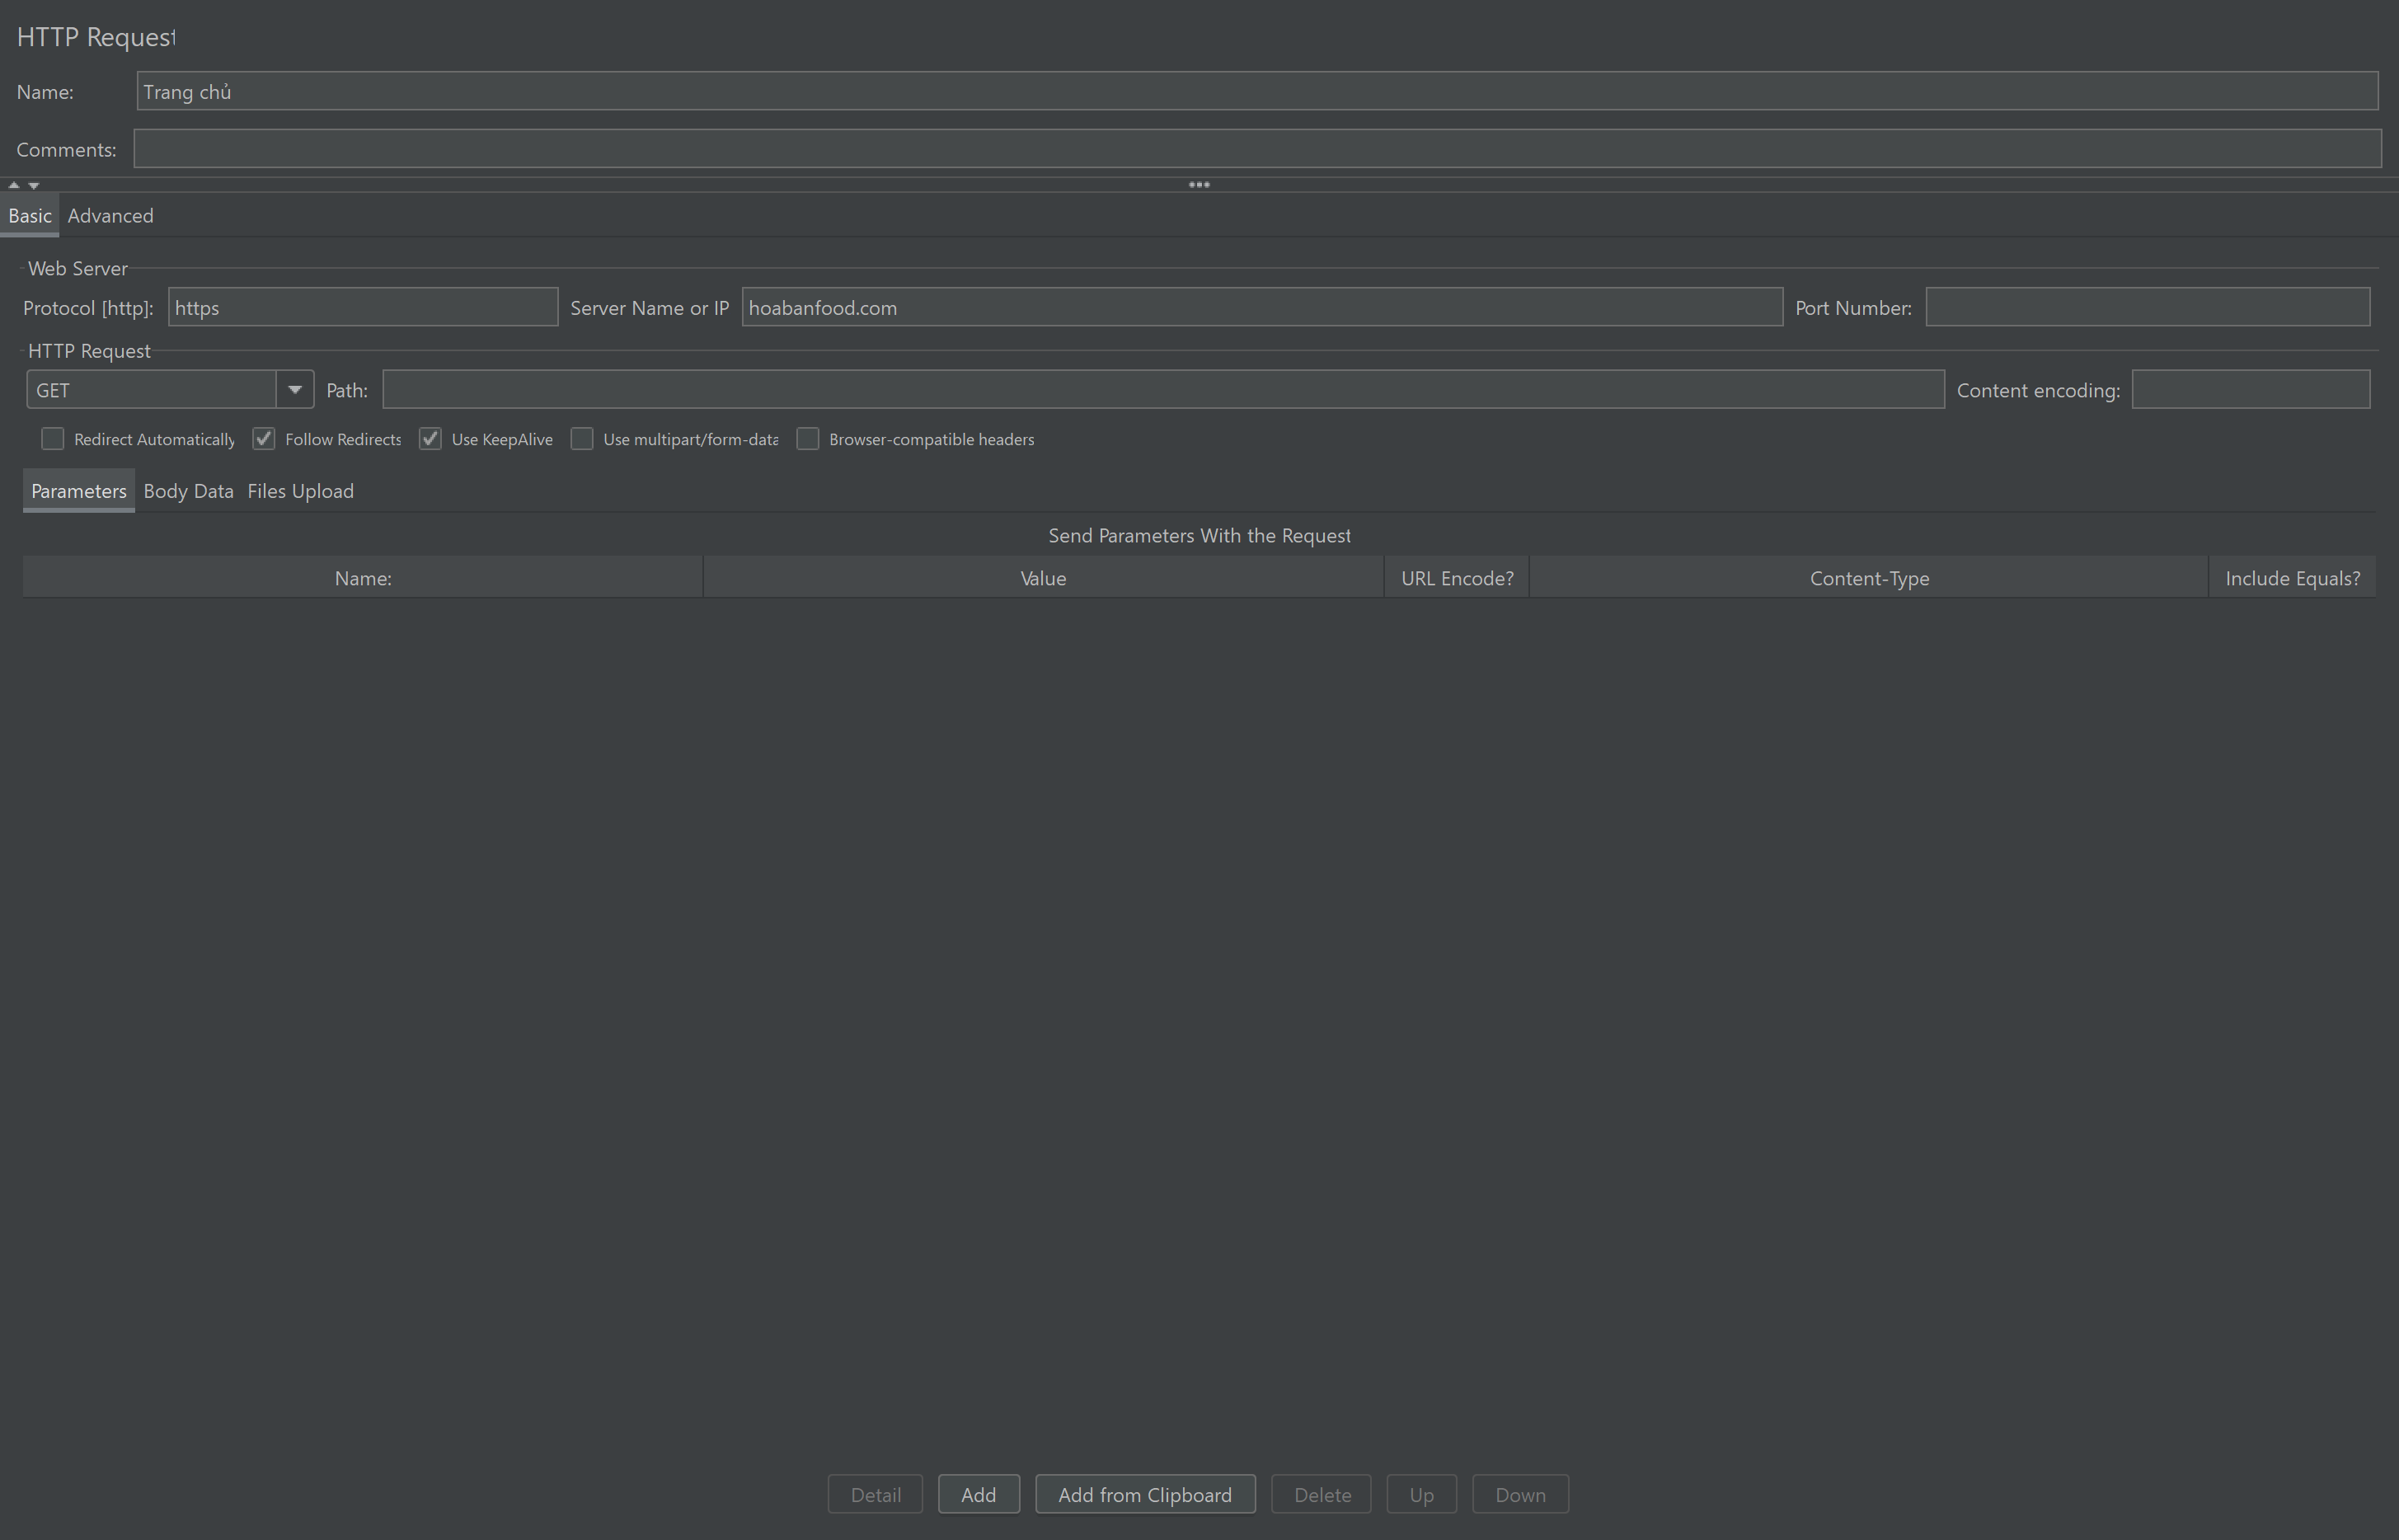 HTTP Request
Name: Trang chủ
Comments:
Basic Advanced
Web Server
Protocol [http]: https Server Name or IP hoabanfood.com Port Number:
HTTP Request
GET Path: Content encoding:
Redirect Automatically Follow Redirects Use KeepAlive Use multipart/form-data Browser-compatible headers
Parameters Body Data Files Upload
Send Parameters With the Request
Name: Value URL Encode? Content-Type Include Equals?
Detail Add Add from Clipboard Delete Up Down